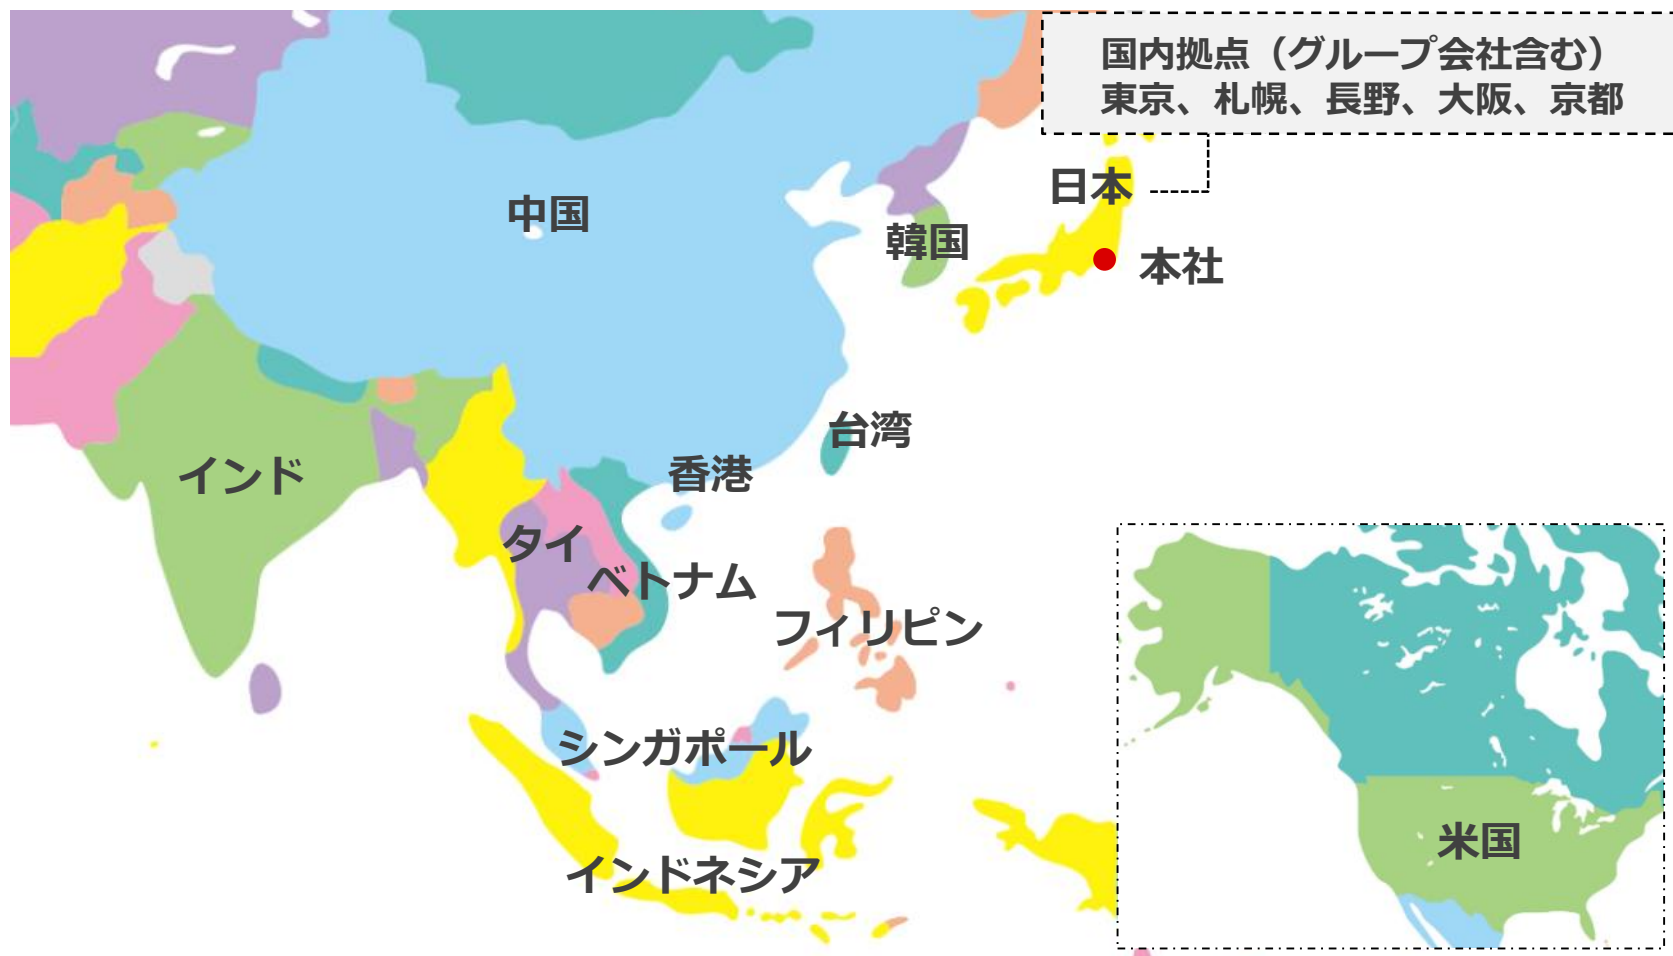 国内拠点（グループ会社含む）
東京、札幌、長野、大阪、京都
日本
中国
韓国
本社
台湾
インド
香港
タイ
ベトナム
フィリピン
シンガポール
米国
インドネシア